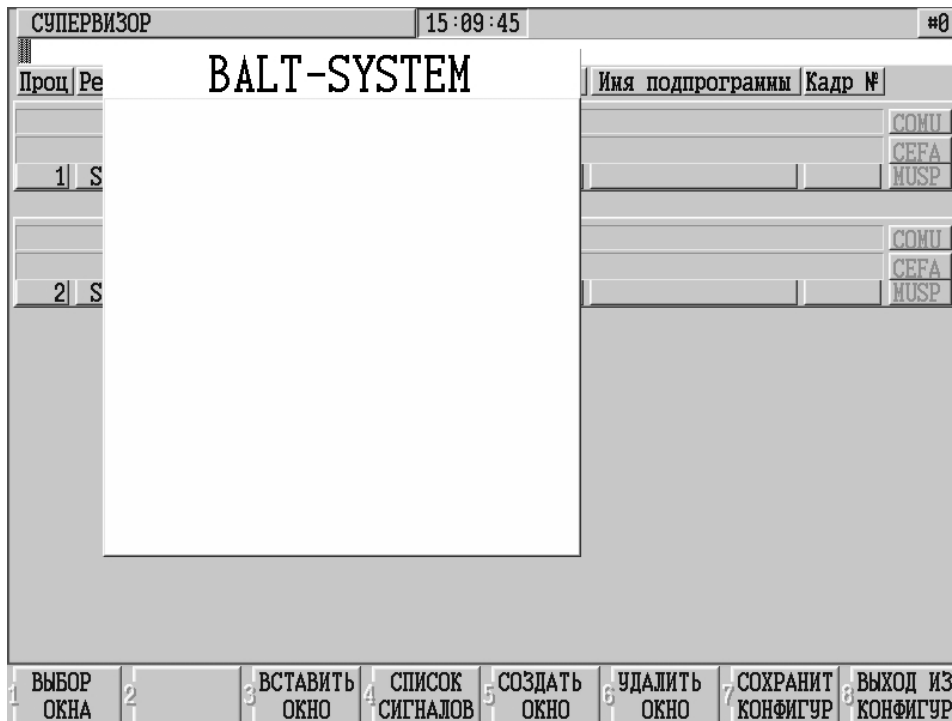 СУПЕРВИЗОР 15:09:45 #0
BALT-SYSTEM
Проц Ре Имя подпрограммы Кадр №
COMU
CEFA
1 S MUSP
COMU
CEFA
2 S MUSP
1 ВЫБОР ОКНА
2
3 ВСТАВИТЬ ОКНО
4 СПИСОК СИГНАЛОВ
5 СОЗДАТЬ ОКНО
6 УДАЛИТЬ ОКНО
7 СОХРАНИТ КОНФИГУР
8 ВЫХОД ИЗ КОНФИГУР